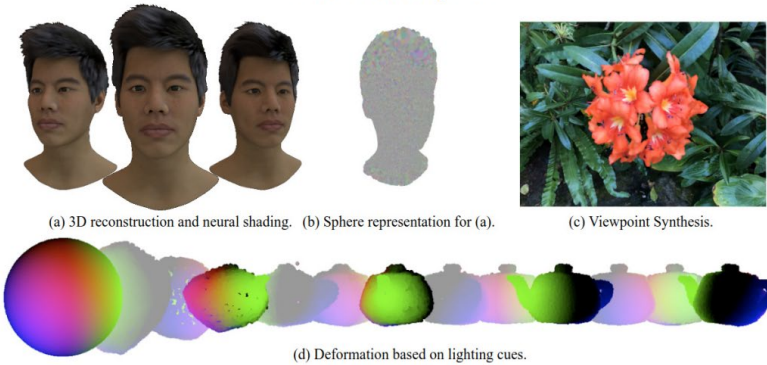 (a) 3D reconstruction and neural shading.
(b) Sphere representation for (a).
(c) Viewpoint Synthesis.
(d) Deformation based on lighting cues.